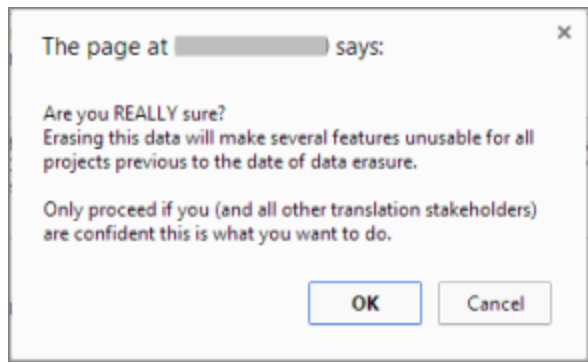 The page at says:
Are you REALLY sure?
Erasing this data will make several features unusable for all
projects previous to the date of data erasure.
Only proceed if you (and all other translation stakeholders)
are confident this is what you want to do.
OK Cancel